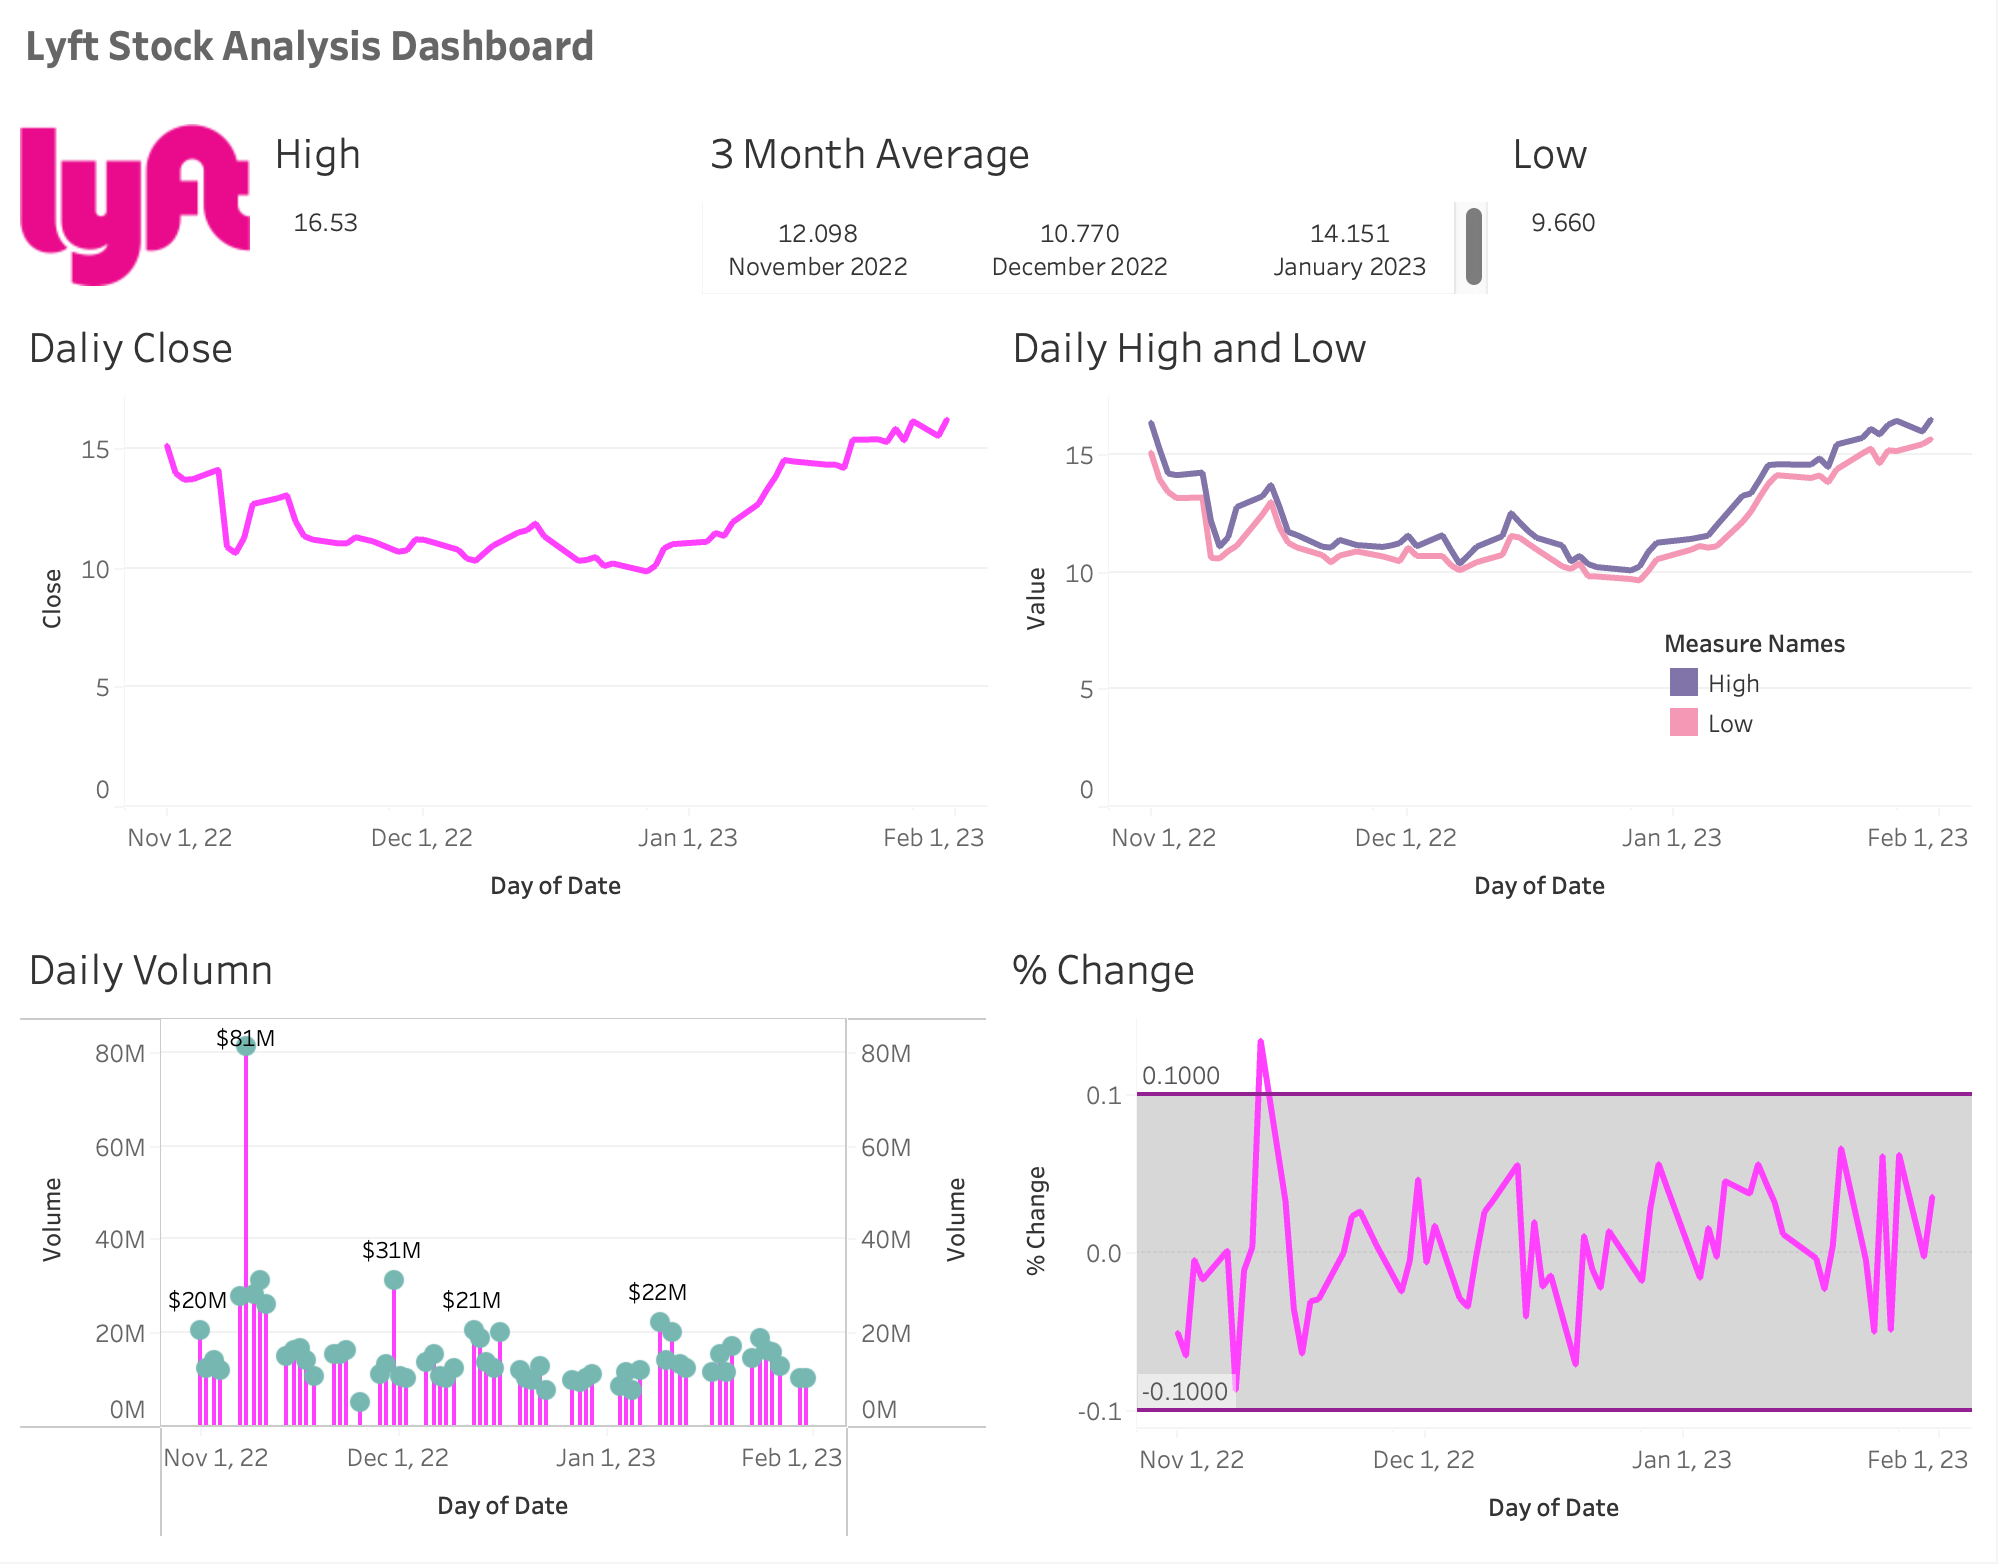 Lyft Stock Analysis Dashboard
lyft
High
3 Month Average
Low
16.53
12.098
10.770
14.151
9.660
November 2022
December 2022
January 2023
Daliy Close
15
10
5
0
Close
Nov 1, 22
Dec 1, 22
Jan 1, 23
Feb 1, 23
Day of Date
Daily High and Low
15
10
5
0
Value
Measure Names
High
Low
Nov 1, 22
Dec 1, 22
Jan 1, 23
Feb 1, 23
Day of Date
Daily Volumn
$81M
$31M
$20M
$21M
$22M
80M
60M
40M
20M
0M
Volume
80M
60M
40M
20M
0M
Volume
Nov 1, 22
Dec 1, 22
Jan 1, 23
Feb 1, 23
Day of Date
% Change
0.1000
-0.1000
0.1
0.0
-0.1
% Change
Nov 1, 22
Dec 1, 22
Jan 1, 23
Feb 1, 23
Day of Date